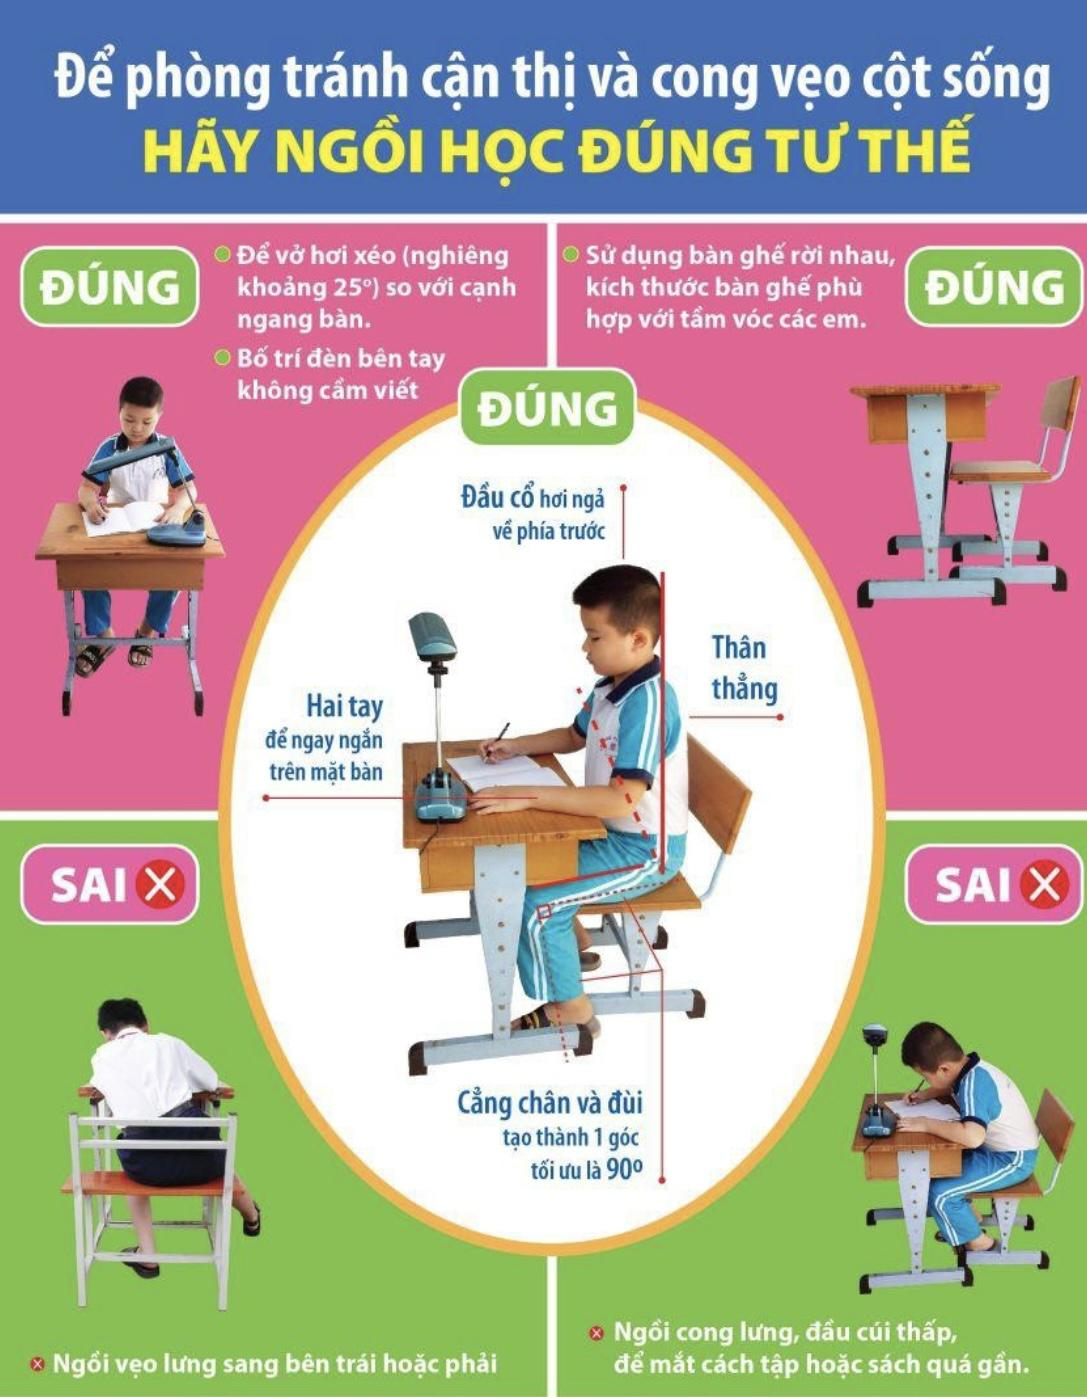 Để phòng tránh cận thị và cong vẹo cột sống
HÃY NGỒI HỌC ĐÚNG TƯ THẾ
ĐÚNG
Để vở hơi xéo (nghiêng
khoảng 25º) so với cạnh
ngang bàn.
Bố trí đèn bên tay
không cầm viết
Sử dụng bàn ghế rời nhau,
kích thước bàn ghế phù
hợp với tầm vóc các em.
ĐÚNG
ĐÚNG
Đầu cổ hơi ngả
về phía trước
Thân
thẳng
Hai tay
để ngay ngắn
trên mặt bàn
Cẳng chân và đùi
tạo thành 1 góc
tối ưu là 90º
SAI
Ngồi vẹo lưng sang bên trái hoặc phải
SAI
Ngồi cong lưng, đầu cúi thấp,
để mắt cách tập hoặc sách quá gần.